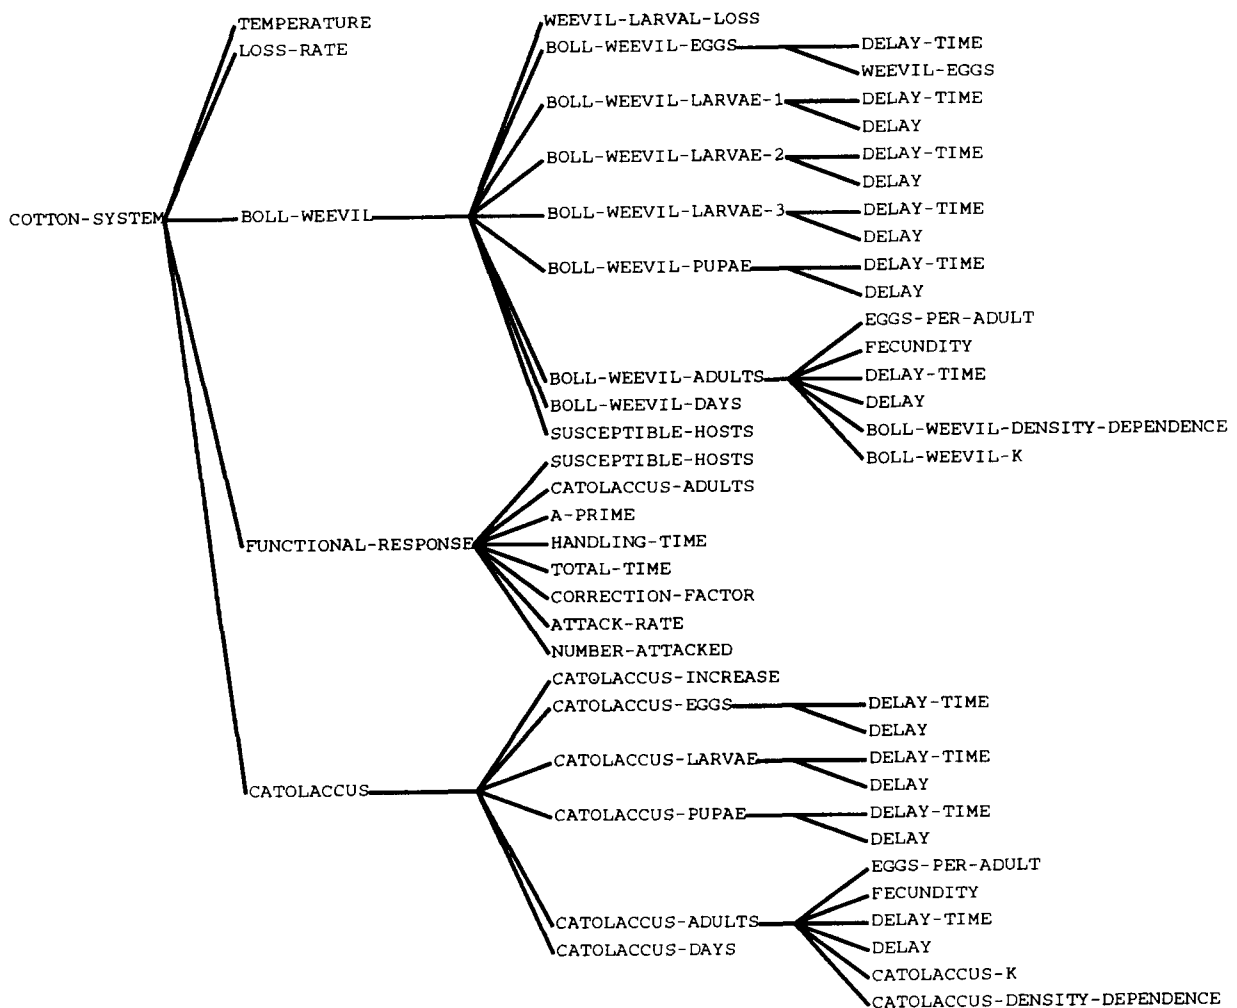 TEMPERATURE
LOSS-RATE
WEEVIL-LARVAL-LOSS
BOLL-WEEVIL-EGGS
DELAY-TIME
WEEVIL-EGGS
BOLL-WEEVIL-LARVAE-1
DELAY-TIME
DELAY
BOLL-WEEVIL-LARVAE-2
DELAY-TIME
DELAY
COTTON-SYSTEM
BOLL-WEEVIL
BOLL-WEEVIL-LARVAE-3
DELAY-TIME
DELAY
BOLL-WEEVIL-PUPAE
DELAY-TIME
DELAY
EGGS-PER-ADULT
FECUNDITY
BOLL-WEEVIL-ADULTS
DELAY-TIME
BOLL-WEEVIL-DAYS
DELAY
SUSCEPTIBLE-HOSTS
BOLL-WEEVIL-DENSITY-DEPENDENCE
BOLL-WEEVIL-K
SUSCEPTIBLE-HOSTS
CATOLACCUS-ADULTS
A-PRIME
FUNCTIONAL-RESPONSE
HANDLING-TIME
TOTAL-TIME
CORRECTION-FACTOR
ATTACK-RATE
NUMBER-ATTACKED
CATOLACCUS-INCREASE
CATOLACCUS-EGGS
DELAY-TIME
DELAY
CATOLACCUS-LARVAE
DELAY-TIME
DELAY
CATOLACCUS
CATOLACCUS-PUPAE
DELAY-TIME
DELAY
EGGS-PER-ADULT
FECUNDITY
CATOLACCUS-ADULTS
DELAY-TIME
CATOLACCUS-DAYS
DELAY
CATOLACCUS-K
CATOLACCUS-DENSITY-DEPENDENCE